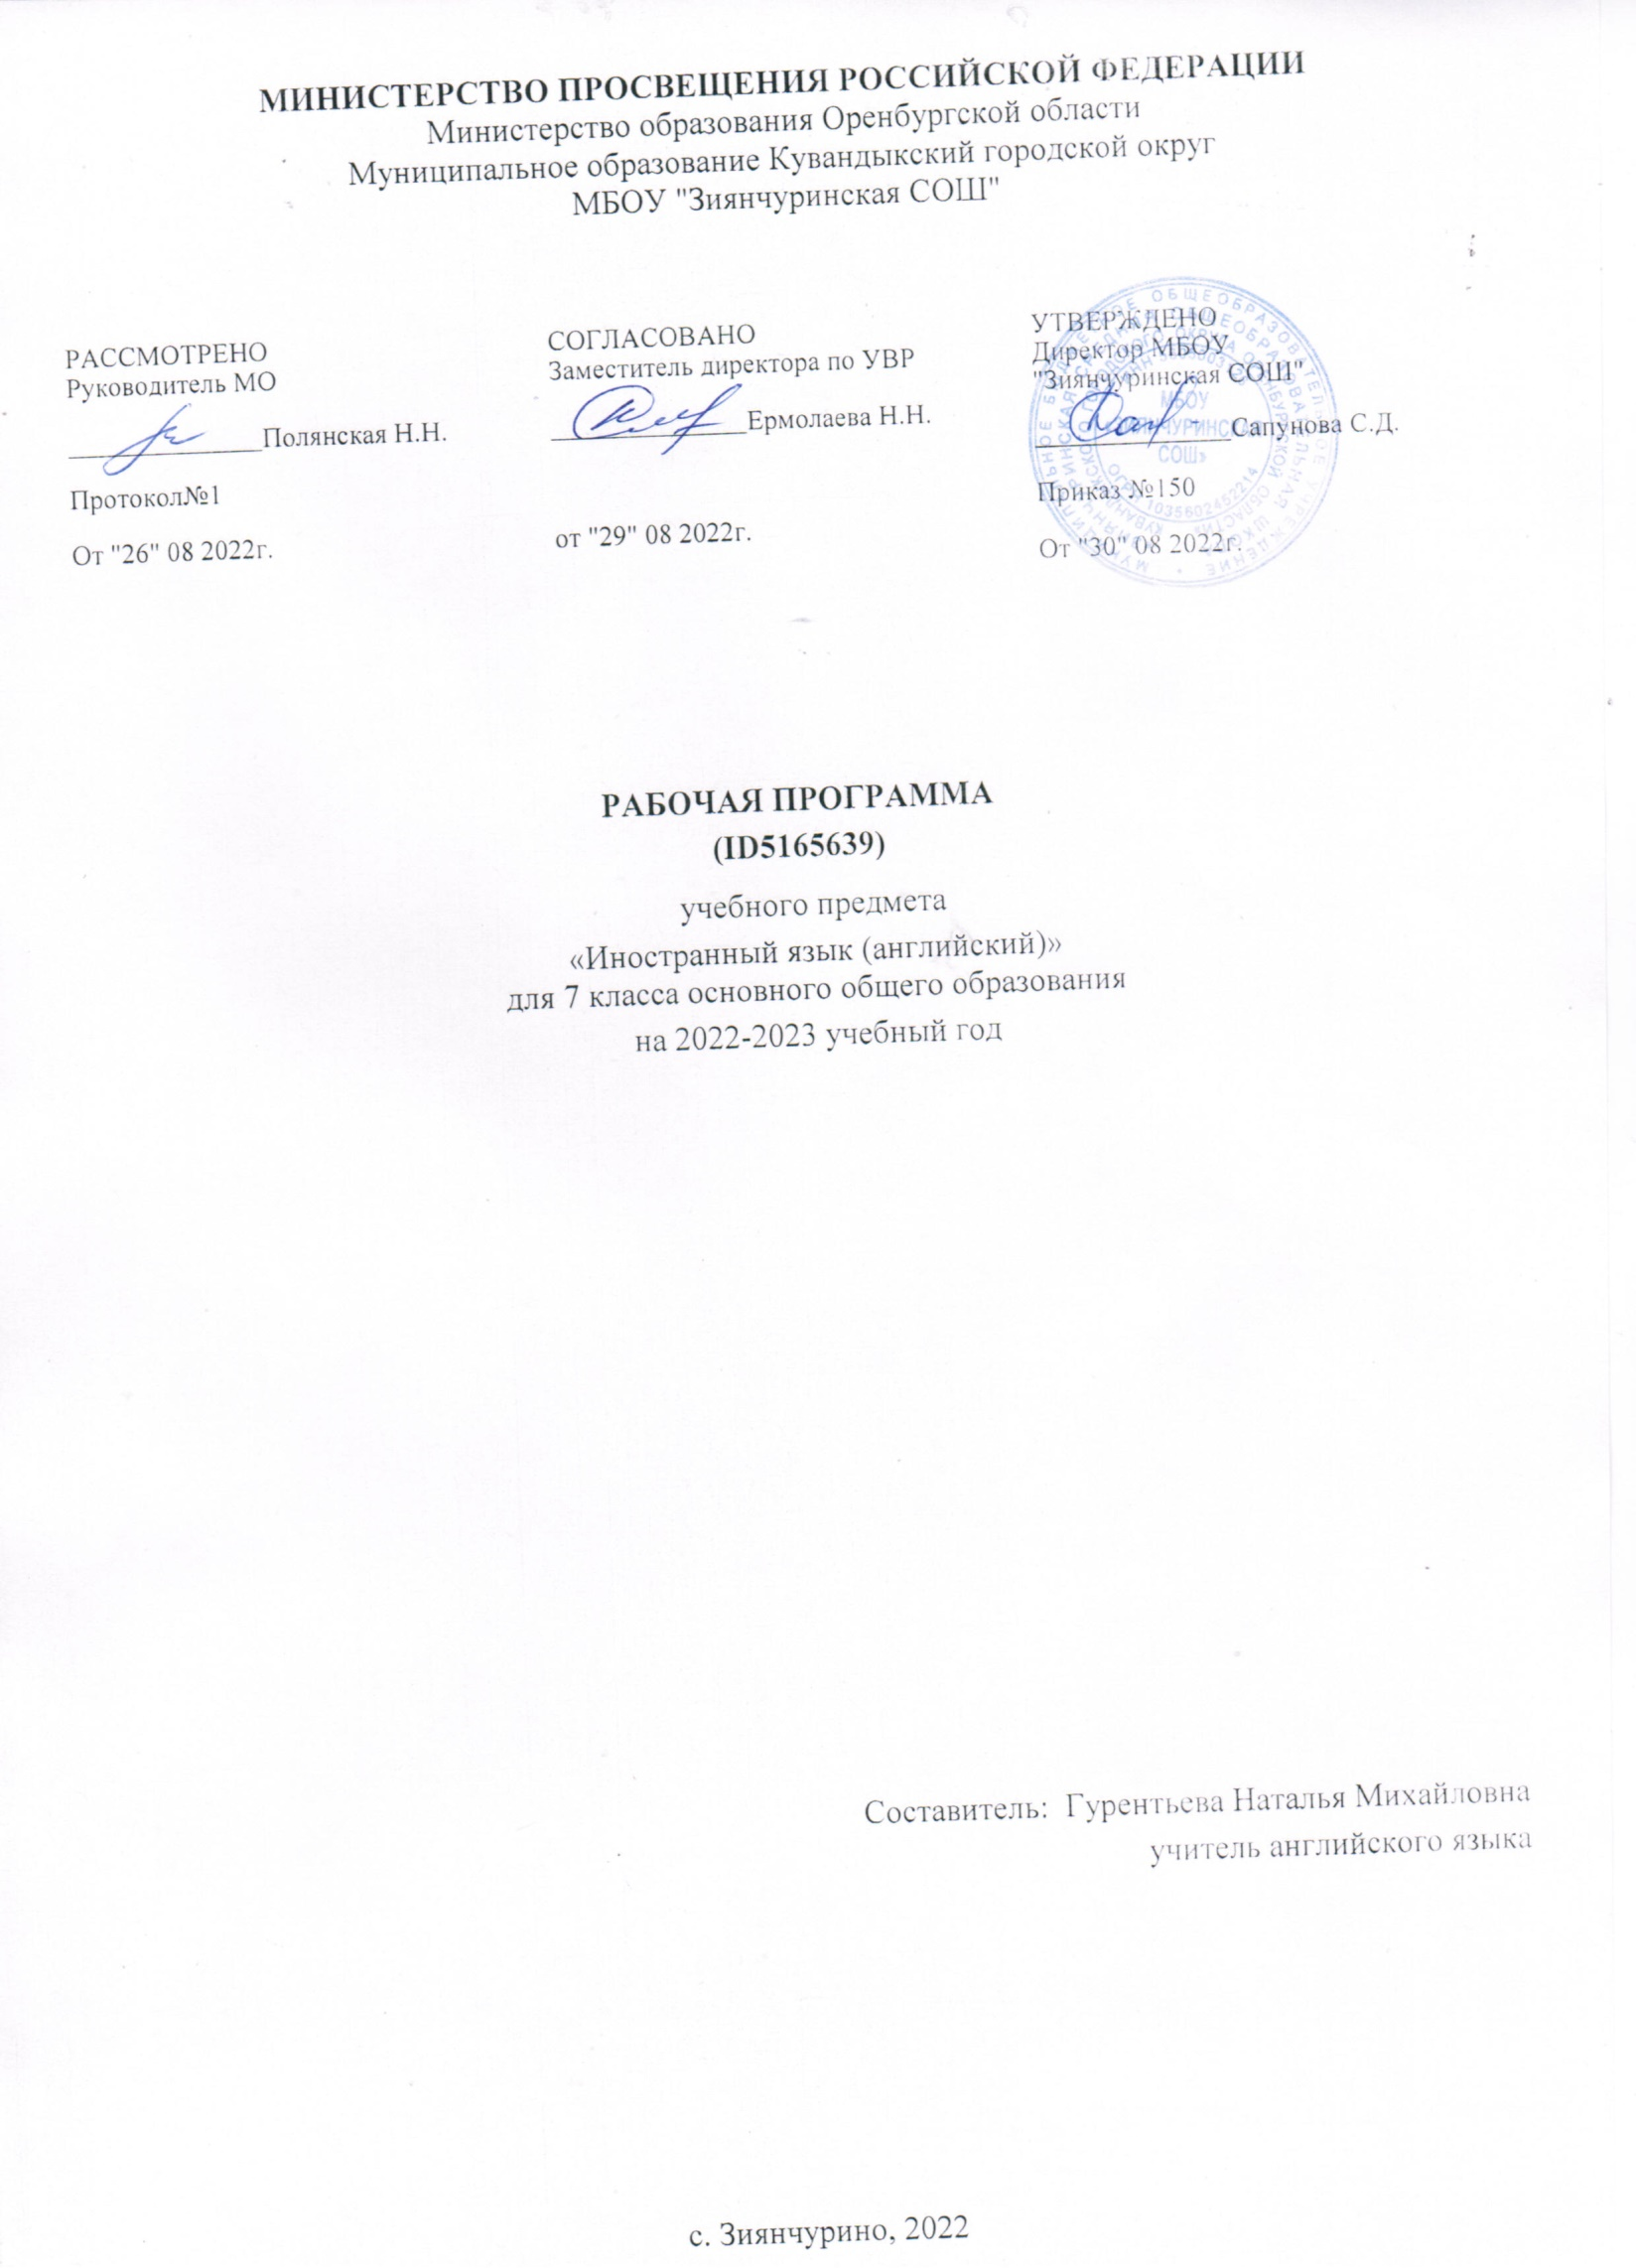 МИНИСТЕРСТВО ПРОСВЕЩЕНИЯ РОССИЙСКОЙ ФЕДЕРАЦИИ
Министерство образования Оренбургской области
Муниципальное образование Кувандыкский городской округ
МБОУ "Зиянчуринская СОШ"
РАССМОТРЕНО
Руководитель МО
Полянская Н.Н.
Протокол№1
От "26" 08 2022г.
СОГЛАСОВАНО
Заместитель директора по УВР
Ермолаева Н.Н.
от "29" 08 2022г.
УТВЕРЖДЕНО
Директор МБОУ
"Зиянчуринская СОШ"
Сапунова С.Д.
Приказ №150
От "30" 08 2022г.
МБОУ
СОШ»
РАБОЧАЯ ПРОГРАММА
(ID5165639)
учебного предмета
«Иностранный язык (английский)»
для 7 класса основного общего образования
на 2022-2023 учебный год
Составитель: Гурентьева Наталья Михайловна
учитель английского языка
с. Зиянчурино, 2022